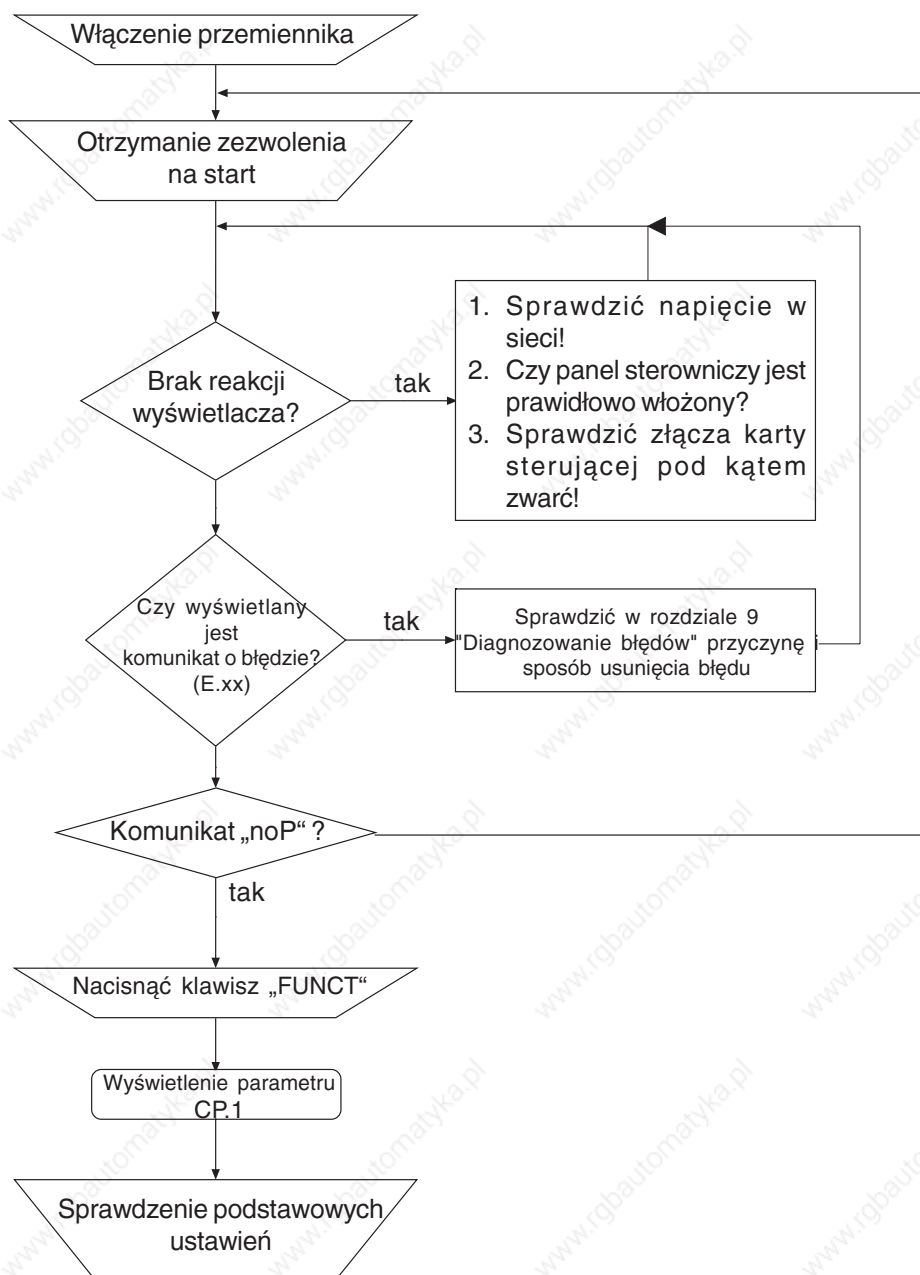 Włączenie przemiennika
Otrzymanie zezwolenia
na start
Brak reakcji
wyświetlacza?
tak
1. Sprawdzić napięcie w
sieci!
2. Czy panel sterowniczy jest
prawidłowo włożony?
3. Sprawdzić złącza karty
sterującej pod kątem
zwarć!
Czy wyświetlany
jest
komunikat o błędzie?
(E.xx)
tak
Sprawdzić w rozdziale 9
"Diagnozowanie błędów" przyczynę i
sposób usunięcia błędu
Komunikat „noP“ ?
tak
Nacisnąć klawisz „FUNCT“
Wyświetlenie parametru
CP.1
Sprawdzenie podstawowych
ustawień
www.rgbautomatyka.pl